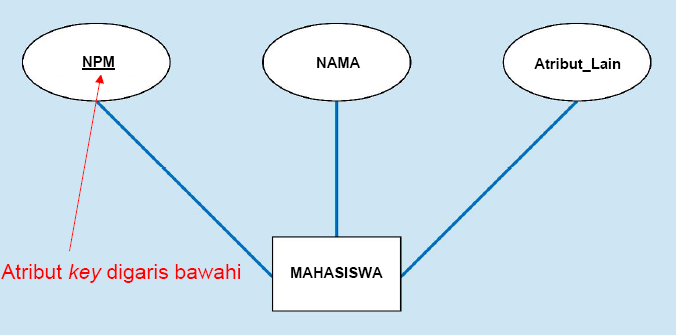 NPM
NAMA
Atribut_Lain
Atribut key digaris bawahi
MAHASISWA